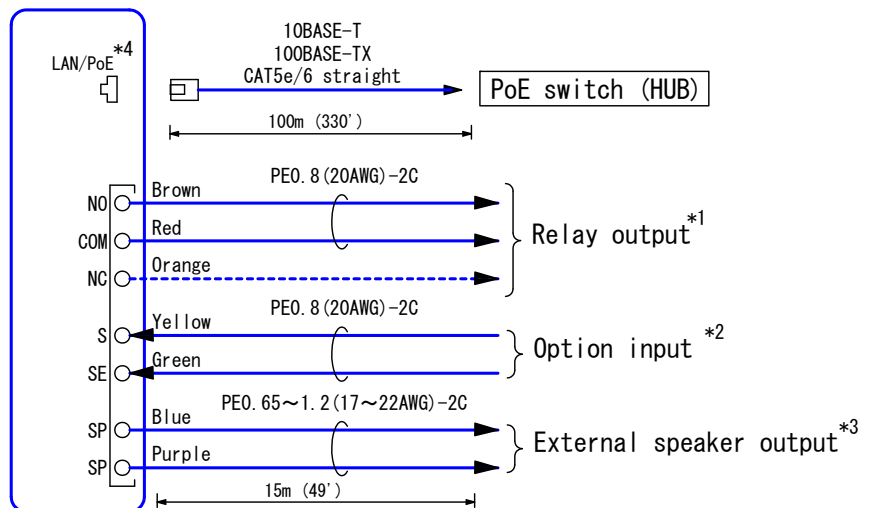 10BASE-T
100BASE-TX
CAT5e/6 straight
LAN/PoE*4
PoE switch (HUB)
100m (330')
PE0.8(20AWG)-2C
NO Brown
COM Red
Relay output*1
NC Orange
PE0.8(20AWG)-2C
S Yellow
Option input *2
SE Green
PE0.65～1.2(17～22AWG)-2C
SP Blue
External speaker output*3
SP Purple
15m (49')